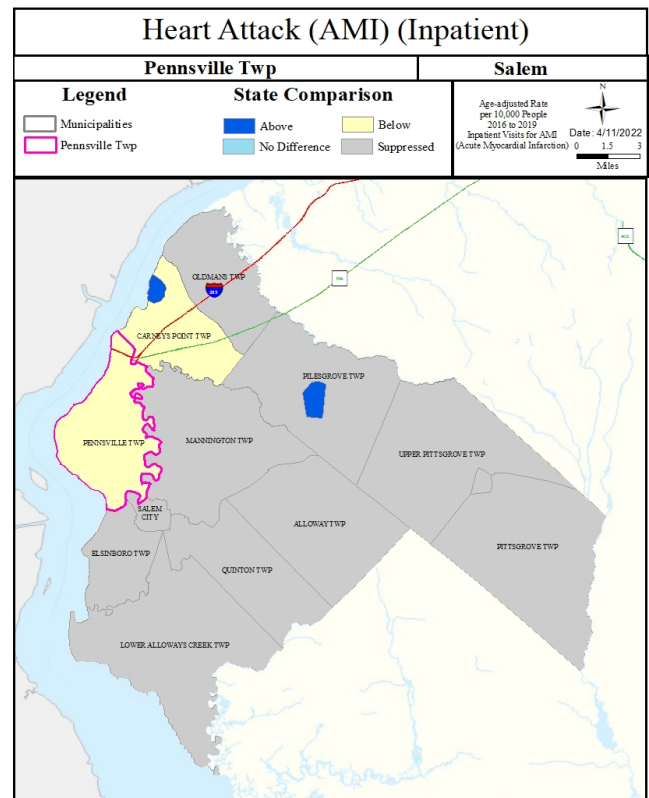 Heart Attack (AMI) (Inpatient)
Pennsville Twp
Salem
Legend
Municipalities
Pennsville Twp
State Comparison
Above
Below
No Difference
Suppressed
Age-adjusted Rate
per 10,000 People
2016 to 2019
Inpatient Visits for AMI
(Acute Myocardial Infarction)
N
Date: 4/11/2022
0 1.5 3
Miles
OLDMANS TWP
295
CARNEYS POINT TWP
PILESGROVE TWP
PENNSVILLE TWP
MANNINGTON TWP
UPPER PITTSGROVE TWP
SALEM
CITY
ALLOWAY TWP
ELSINBORO TWP
PITTSGROVE TWP
QUINTON TWP
LOWER ALLOWAYS CREEK TWP